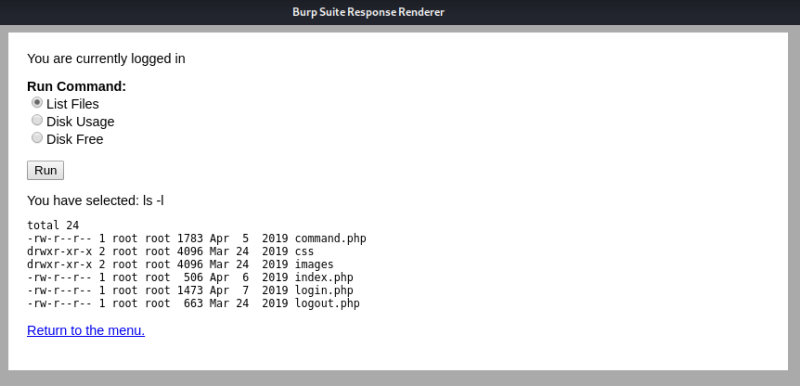 Burp Suite Response Renderer
You are currently logged in
Run Command:
List Files
Disk Usage
Disk Free
Run
You have selected: ls -l
total 24
-rw-r--r-- 1 root root 1783 Apr  5  2019 command.php
drwxr-xr-x 2 root root 4096 Mar 24  2019 css
drwxr-xr-x 2 root root 4096 Mar 24  2019 images
-rw-r--r-- 1 root root  506 Apr  6  2019 index.php
-rw-r--r-- 1 root root 1473 Apr  7  2019 login.php
-rw-r--r-- 1 root root  663 Mar 24  2019 logout.php
Return to the menu.